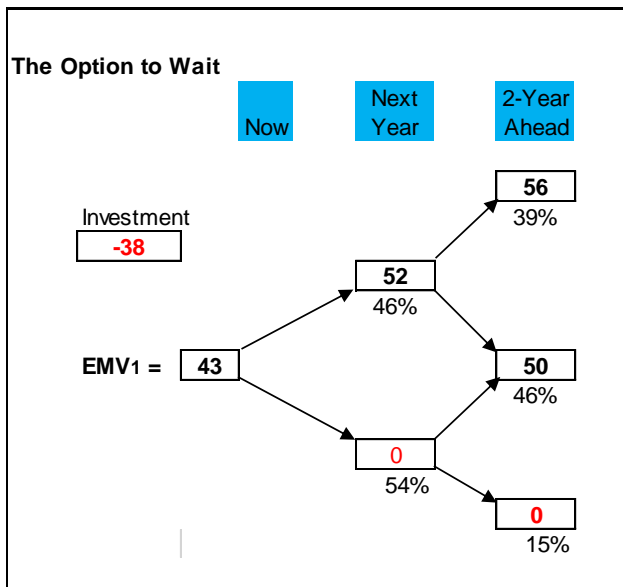 The Option to Wait
Now
Next
Year
2-Year
Ahead
56
39%
Investment
-38
52
46%
EMV1 =
43
50
46%
0
54%
0
15%